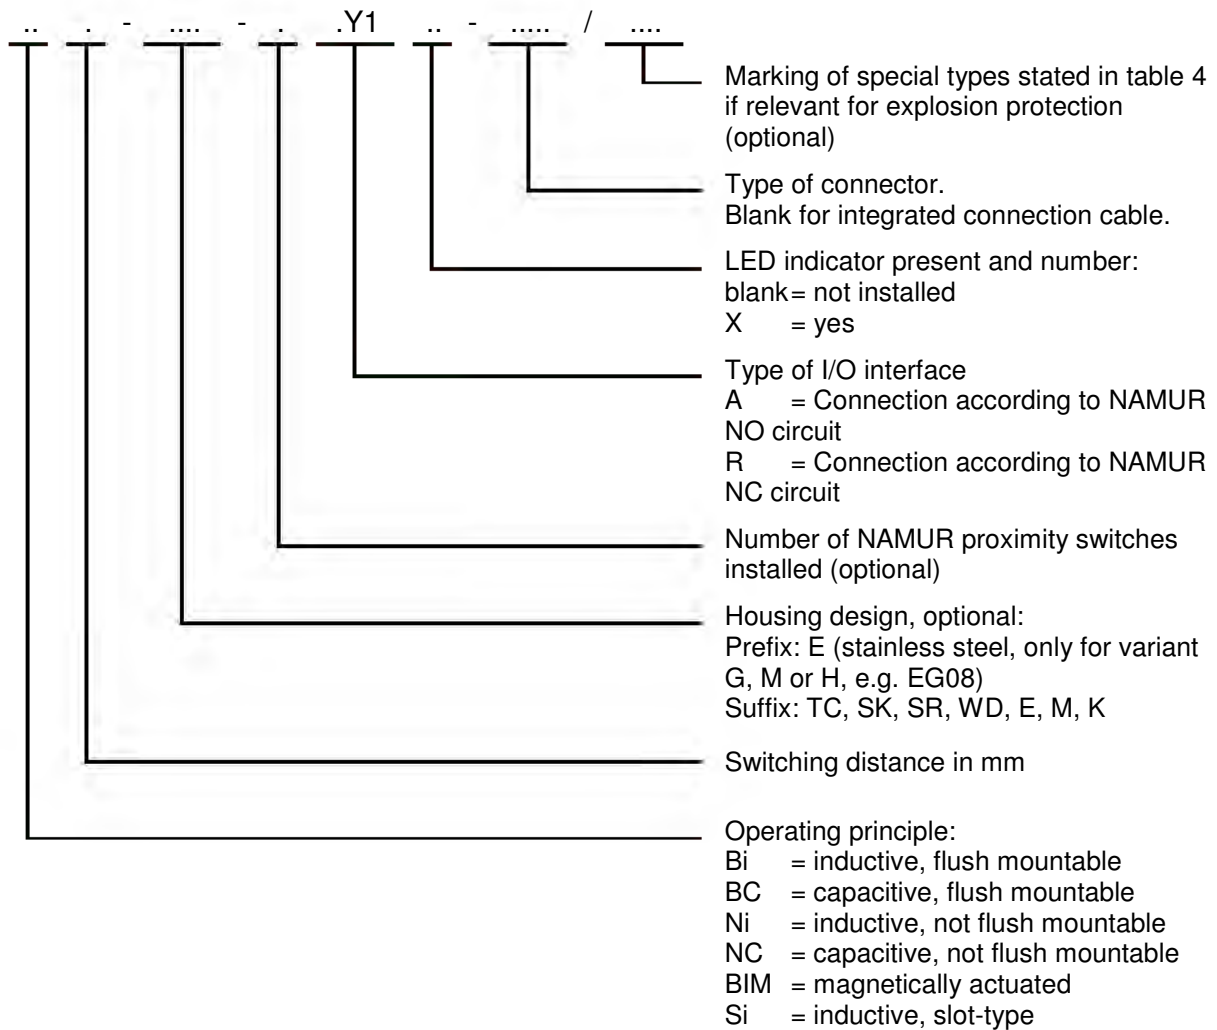 .. . - .... - . .Y1 .. - ..... / ....
Marking of special types stated in table 4
if relevant for explosion protection
(optional)
Type of connector.
Blank for integrated connection cable.
LED indicator present and number:
blank= not installed
X = yes
Type of I/O interface
A = Connection according to NAMUR
NO circuit
R = Connection according to NAMUR
NC circuit
Number of NAMUR proximity switches
installed (optional)
Housing design, optional:
Prefix: E (stainless steel, only for variant
G, M or H, e.g. EG08)
Suffix: TC, SK, SR, WD, E, M, K
Switching distance in mm
Operating principle:
Bi = inductive, flush mountable
BC = capacitive, flush mountable
Ni = inductive, not flush mountable
NC = capacitive, not flush mountable
BIM = magnetically actuated
Si = inductive, slot-type